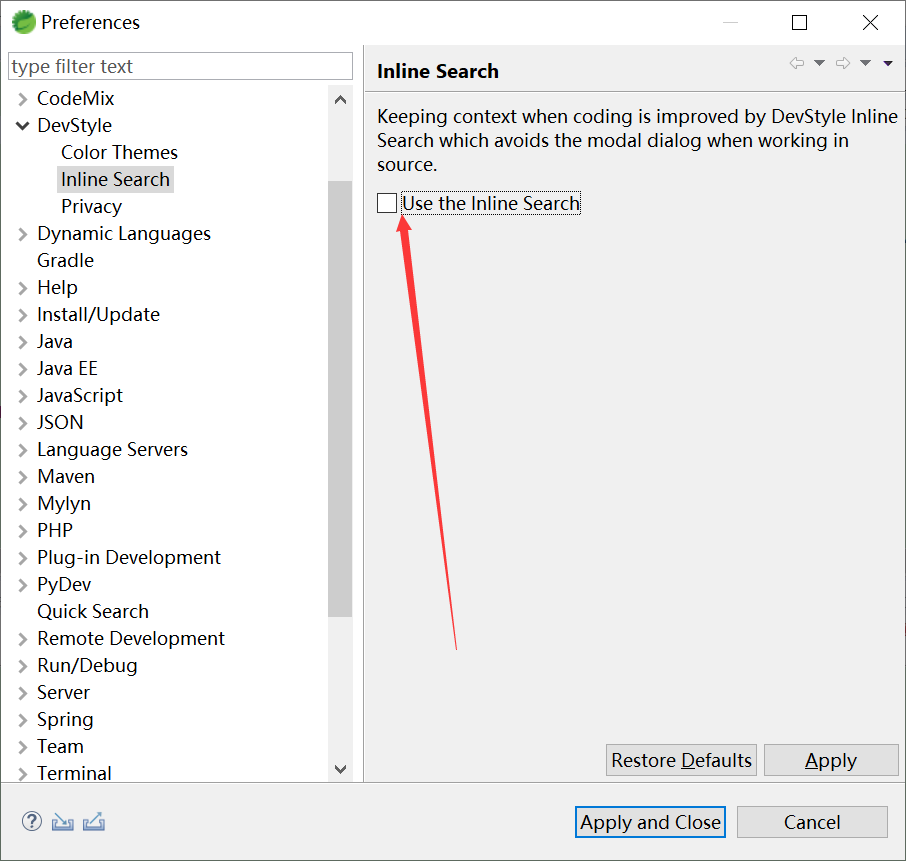 Preferences
type filter text
CodeMix
DevStyle
Color Themes
Inline Search
Privacy
Dynamic Languages
Gradle
Help
Install/Update
Java
Java EE
JavaScript
JSON
Language Servers
Maven
Mylyn
PHP
Plug-in Development
PyDev
Quick Search
Remote Development
Run/Debug
Server
Spring
Team
Terminal
Inline Search
Keeping context when coding is improved by DevStyle Inline
Search which avoids the modal dialog when working in
source.
Use the Inline Search
Restore Defaults
Apply
?
Apply and Close
Cancel